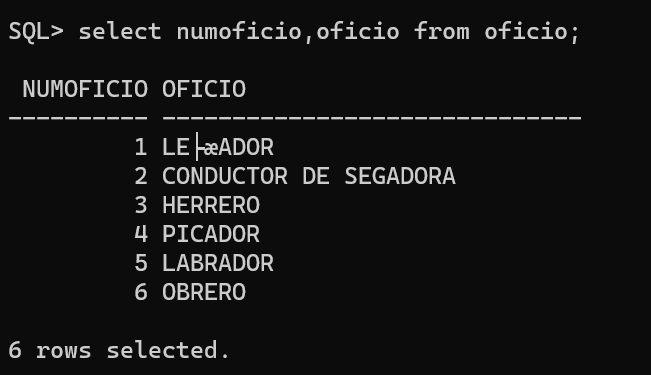 SQL> select numoficio,oficio from oficio;
NUMOFICIO OFICIO
---------- ------------------------------
1 LE├æADOR
2 CONDUCTOR DE SEGADORA
3 HERRERO
4 PICADOR
5 LABRADOR
6 OBRERO
6 rows selected.